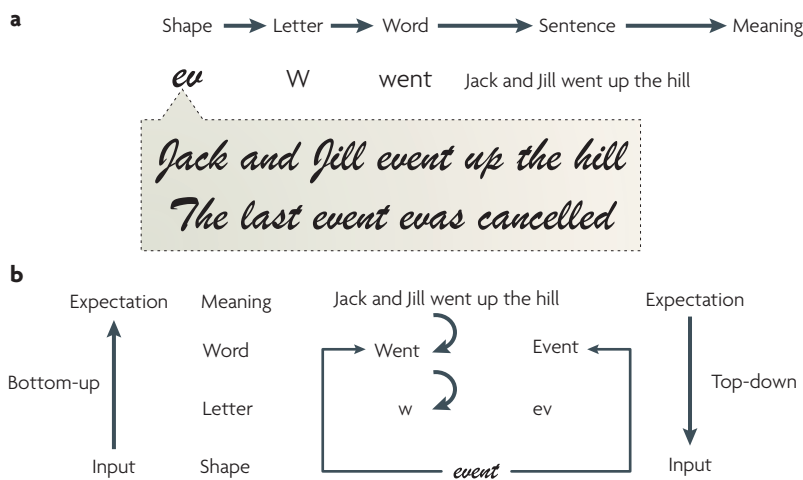 a
Shape Letter Word Sentence Meaning
ev W went Jack and Jill went up the hill
Jack and Jill event up the hill
The last event evas cancelled
b
Expectation Meaning Jack and Jill went up the hill Expectation
Word Went Event
Bottom-up Top-down
Letter w ev
Input Shape event Input